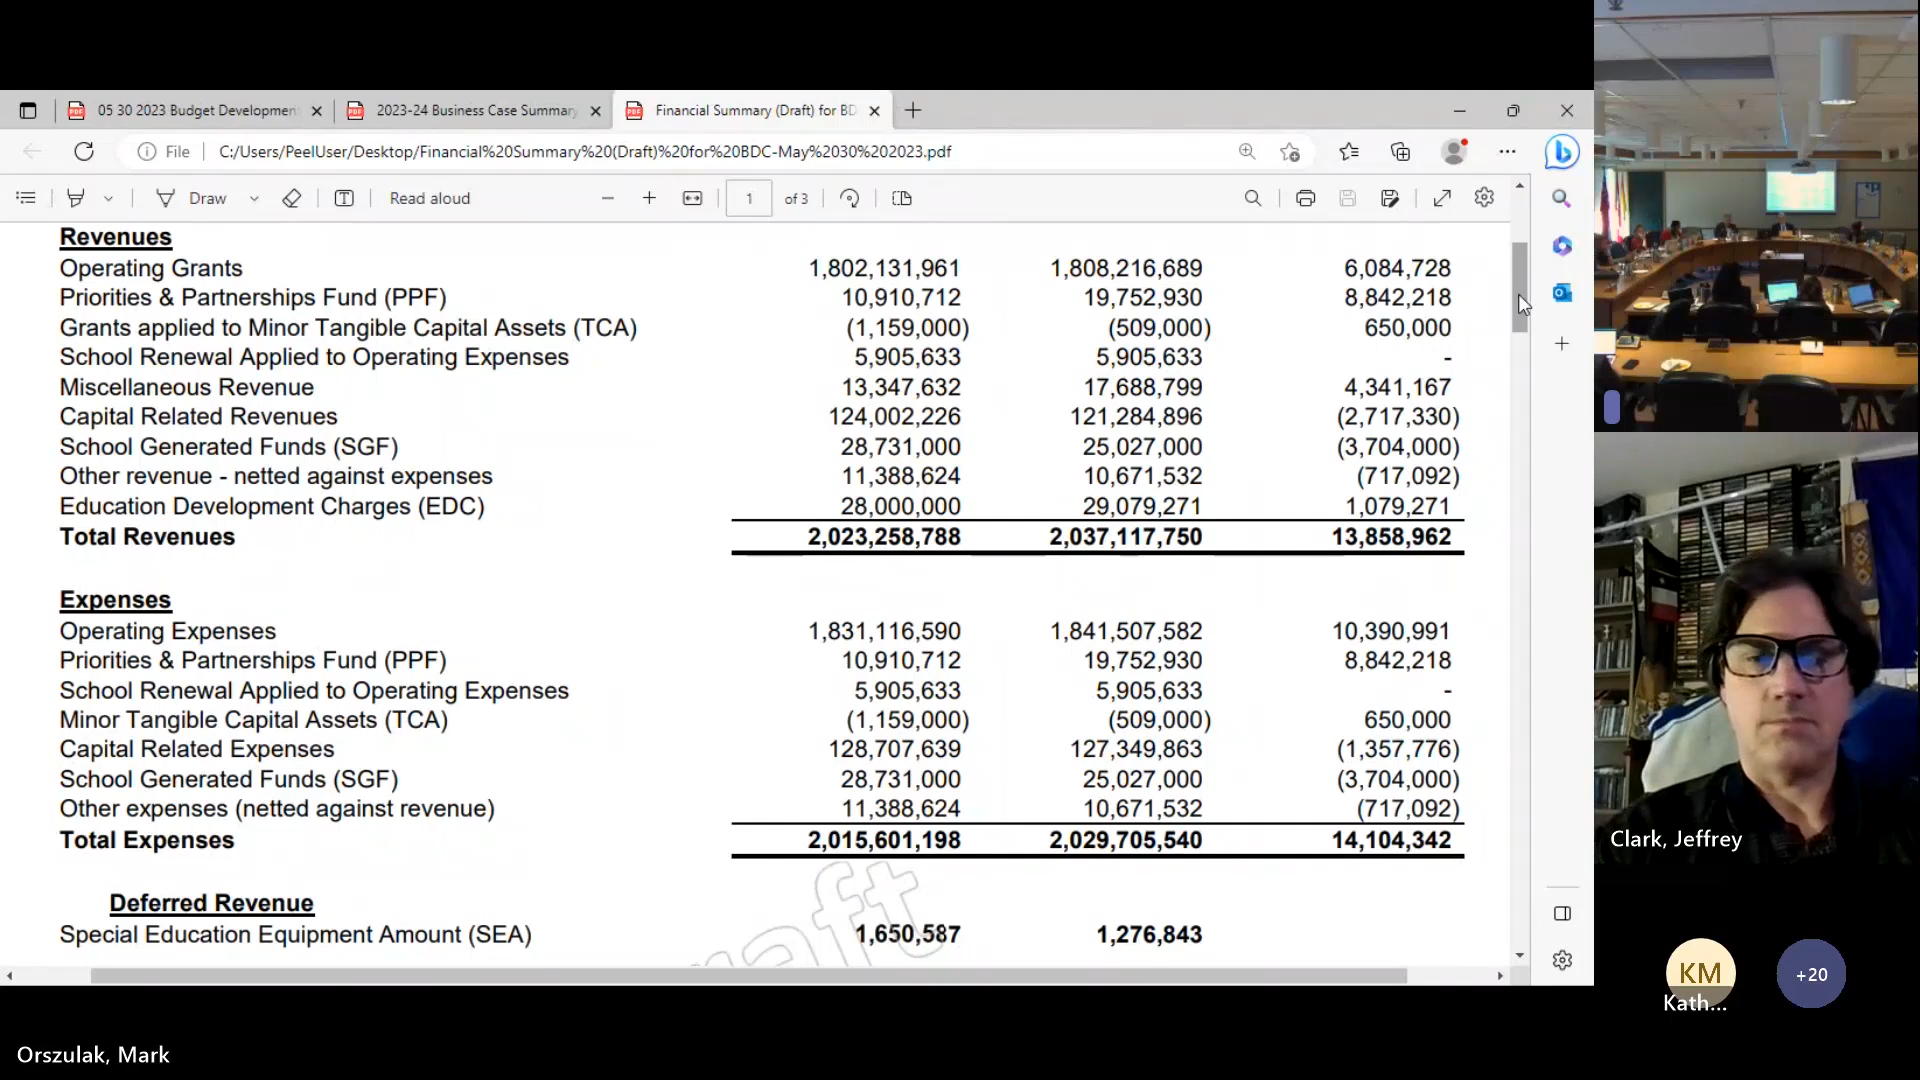 05 30 2023 Budget Developmen
2023-24 Business Case Summary
Financial Summary (Draft) for BD
File
C:/Users/PeelUser/Desktop/Financial%20Summary%20(Draft)%20for%20BDC-May%2030%202023.pdf
Draw
Read aloud
1 of 3
Revenues
Operating Grants 1,802,131,961 1,808,216,689 6,084,728
Priorities & Partnerships Fund (PPF) 10,910,712 19,752,930 8,842,218
Grants applied to Minor Tangible Capital Assets (TCA) (1,159,000) (509,000) 650,000
School Renewal Applied to Operating Expenses 5,905,633 5,905,633 -
Miscellaneous Revenue 13,347,632 17,688,799 4,341,167
Capital Related Revenues 124,002,226 121,284,896 (2,717,330)
School Generated Funds (SGF) 28,731,000 25,027,000 (3,704,000)
Other revenue - netted against expenses 11,388,624 10,671,532 (717,092)
Education Development Charges (EDC) 28,000,000 29,079,271 1,079,271
Total Revenues 2,023,258,788 2,037,117,750 13,858,962
Expenses
Operating Expenses 1,831,116,590 1,841,507,582 10,390,991
Priorities & Partnerships Fund (PPF) 10,910,712 19,752,930 8,842,218
School Renewal Applied to Operating Expenses 5,905,633 5,905,633 -
Minor Tangible Capital Assets (TCA) (1,159,000) (509,000) 650,000
Capital Related Expenses 128,707,639 127,349,863 (1,357,776)
School Generated Funds (SGF) 28,731,000 25,027,000 (3,704,000)
Other expenses (netted against revenue) 11,388,624 10,671,532 (717,092)
Total Expenses 2,015,601,198 2,029,705,540 14,104,342
Deferred Revenue
Special Education Equipment Amount (SEA) 1,650,587 1,276,843
raft
Clark, Jeffrey
KM
Kath...
+20
Orszulak, Mark